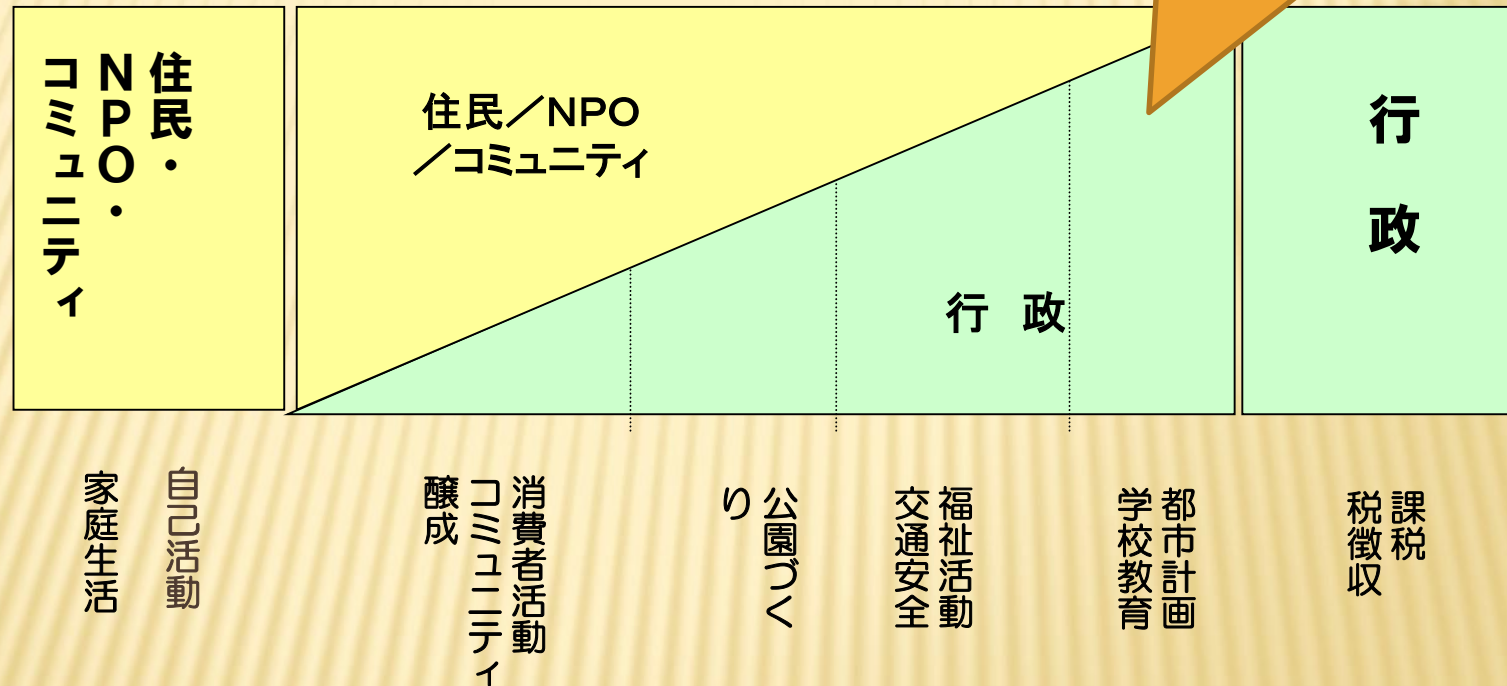 住民・
NPO・
コミュニティ
住民／NPO
／コミュニティ
行 政
行政
自己活動
家庭生活
消費者活動
コミュニティ
醸成
公園づく
り
福祉活動
交通安全
都市計画
学校教育
課税
税徴収